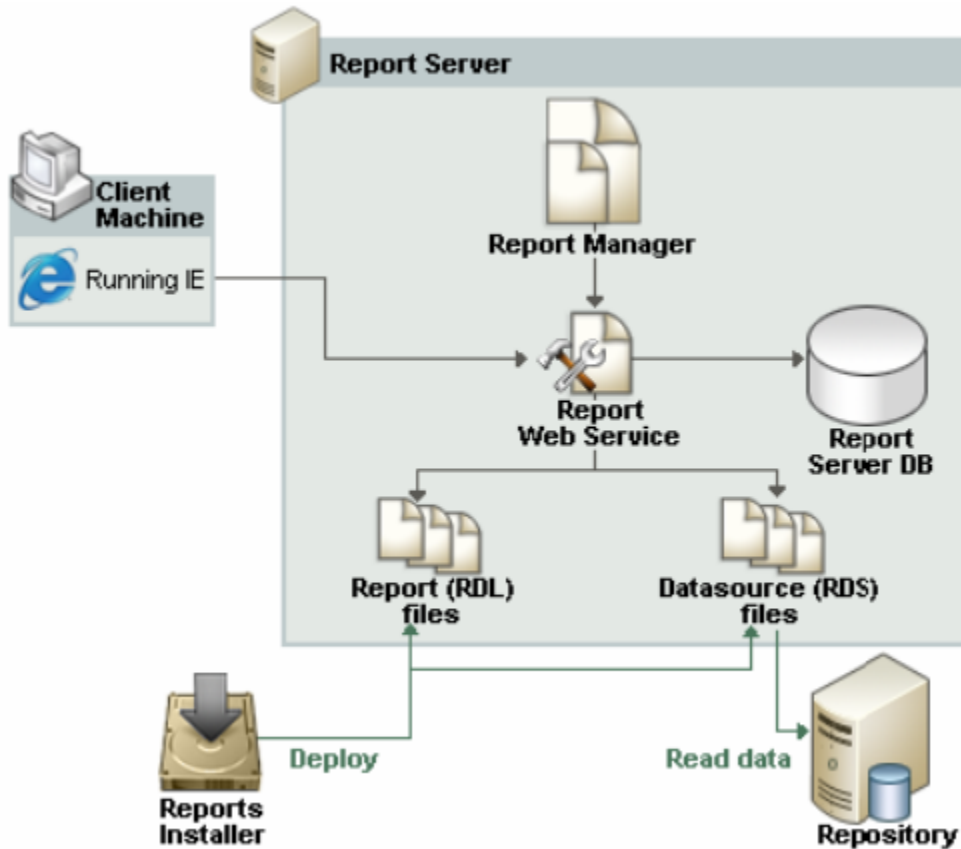 Report Server
Client
Machine
Running IE
Report Manager
Report
Web Service
Report
Server DB
Report (RDL)
files
Datasource (RDS)
files
Deploy
Read data
Reports
Installer
Repository